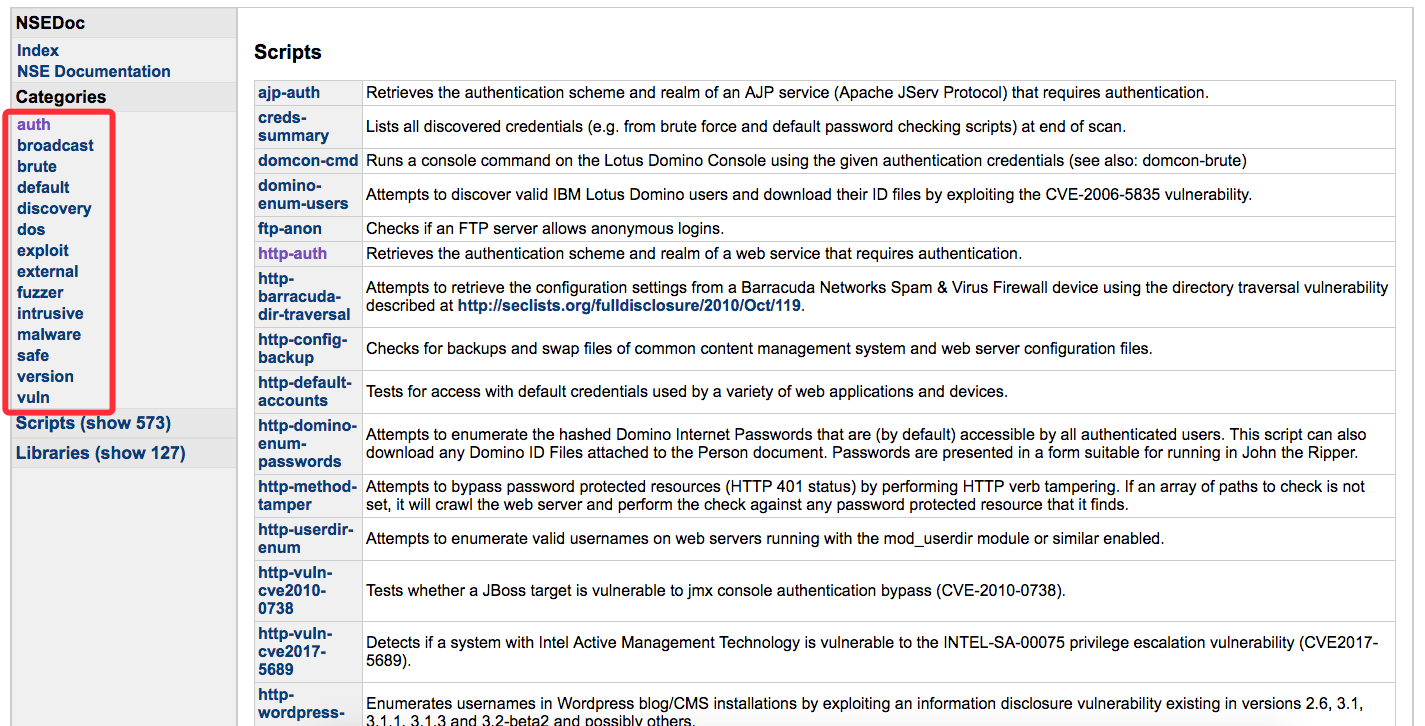 NSEDoc
Index
NSE Documentation
Categories
auth
broadcast
brute
default
discovery
dos
exploit
external
fuzzer
intrusive
malware
safe
version
vuln
Scripts (show 573)
Libraries (show 127)
Scripts
ajp-auth
Retrieves the authentication scheme and realm of an AJP service (Apache JServ Protocol) that requires authentication.
creds-
summary
Lists all discovered credentials (e.g. from brute force and default password checking scripts) at end of scan.
domcon-cmd
Runs a console command on the Lotus Domino Console using the given authentication credentials (see also: domcon-brute)
domino-
enum-users
Attempts to discover valid IBM Lotus Domino users and download their ID files by exploiting the CVE-2006-5835 vulnerability.
ftp-anon
Checks if an FTP server allows anonymous logins.
http-auth
Retrieves the authentication scheme and realm of a web service that requires authentication.
http-
barracuda-
dir-traversal
Attempts to retrieve the configuration settings from a Barracuda Networks Spam & Virus Firewall device using the directory traversal vulnerability
described at http://seclists.org/fulldisclosure/2010/Oct/119.
http-config-
backup
Checks for backups and swap files of common content management system and web server configuration files.
http-default-
accounts
Tests for access with default credentials used by a variety of web applications and devices.
http-domino-
enum-
passwords
Attempts to enumerate the hashed Domino Internet Passwords that are (by default) accessible by all authenticated users. This script can also
download any Domino ID Files attached to the Person document. Passwords are presented in a form suitable for running in John the Ripper.
http-method-
tamper
Attempts to bypass password protected resources (HTTP 401 status) by performing HTTP verb tampering. If an array of paths to check is not
set, it will crawl the web server and perform the check against any password protected resource that it finds.
http-userdir-
enum
Attempts to enumerate valid usernames on web servers running with the mod_userdir module or similar enabled.
http-vuln-
cve2010-
0738
Tests whether a JBoss target is vulnerable to jmx console authentication bypass (CVE-2010-0738).
http-vuln-
cve2017-
5689
Detects if a system with Intel Active Management Technology is vulnerable to the INTEL-SA-00075 privilege escalation vulnerability (CVE2017-
5689).
http-
wordpress-
Enumerates usernames in Wordpress blog/CMS installations by exploiting an information disclosure vulnerability existing in versions 2.6, 3.1,
3.1.1, 3.1.3 and 3.2-beta2 and possibly others.